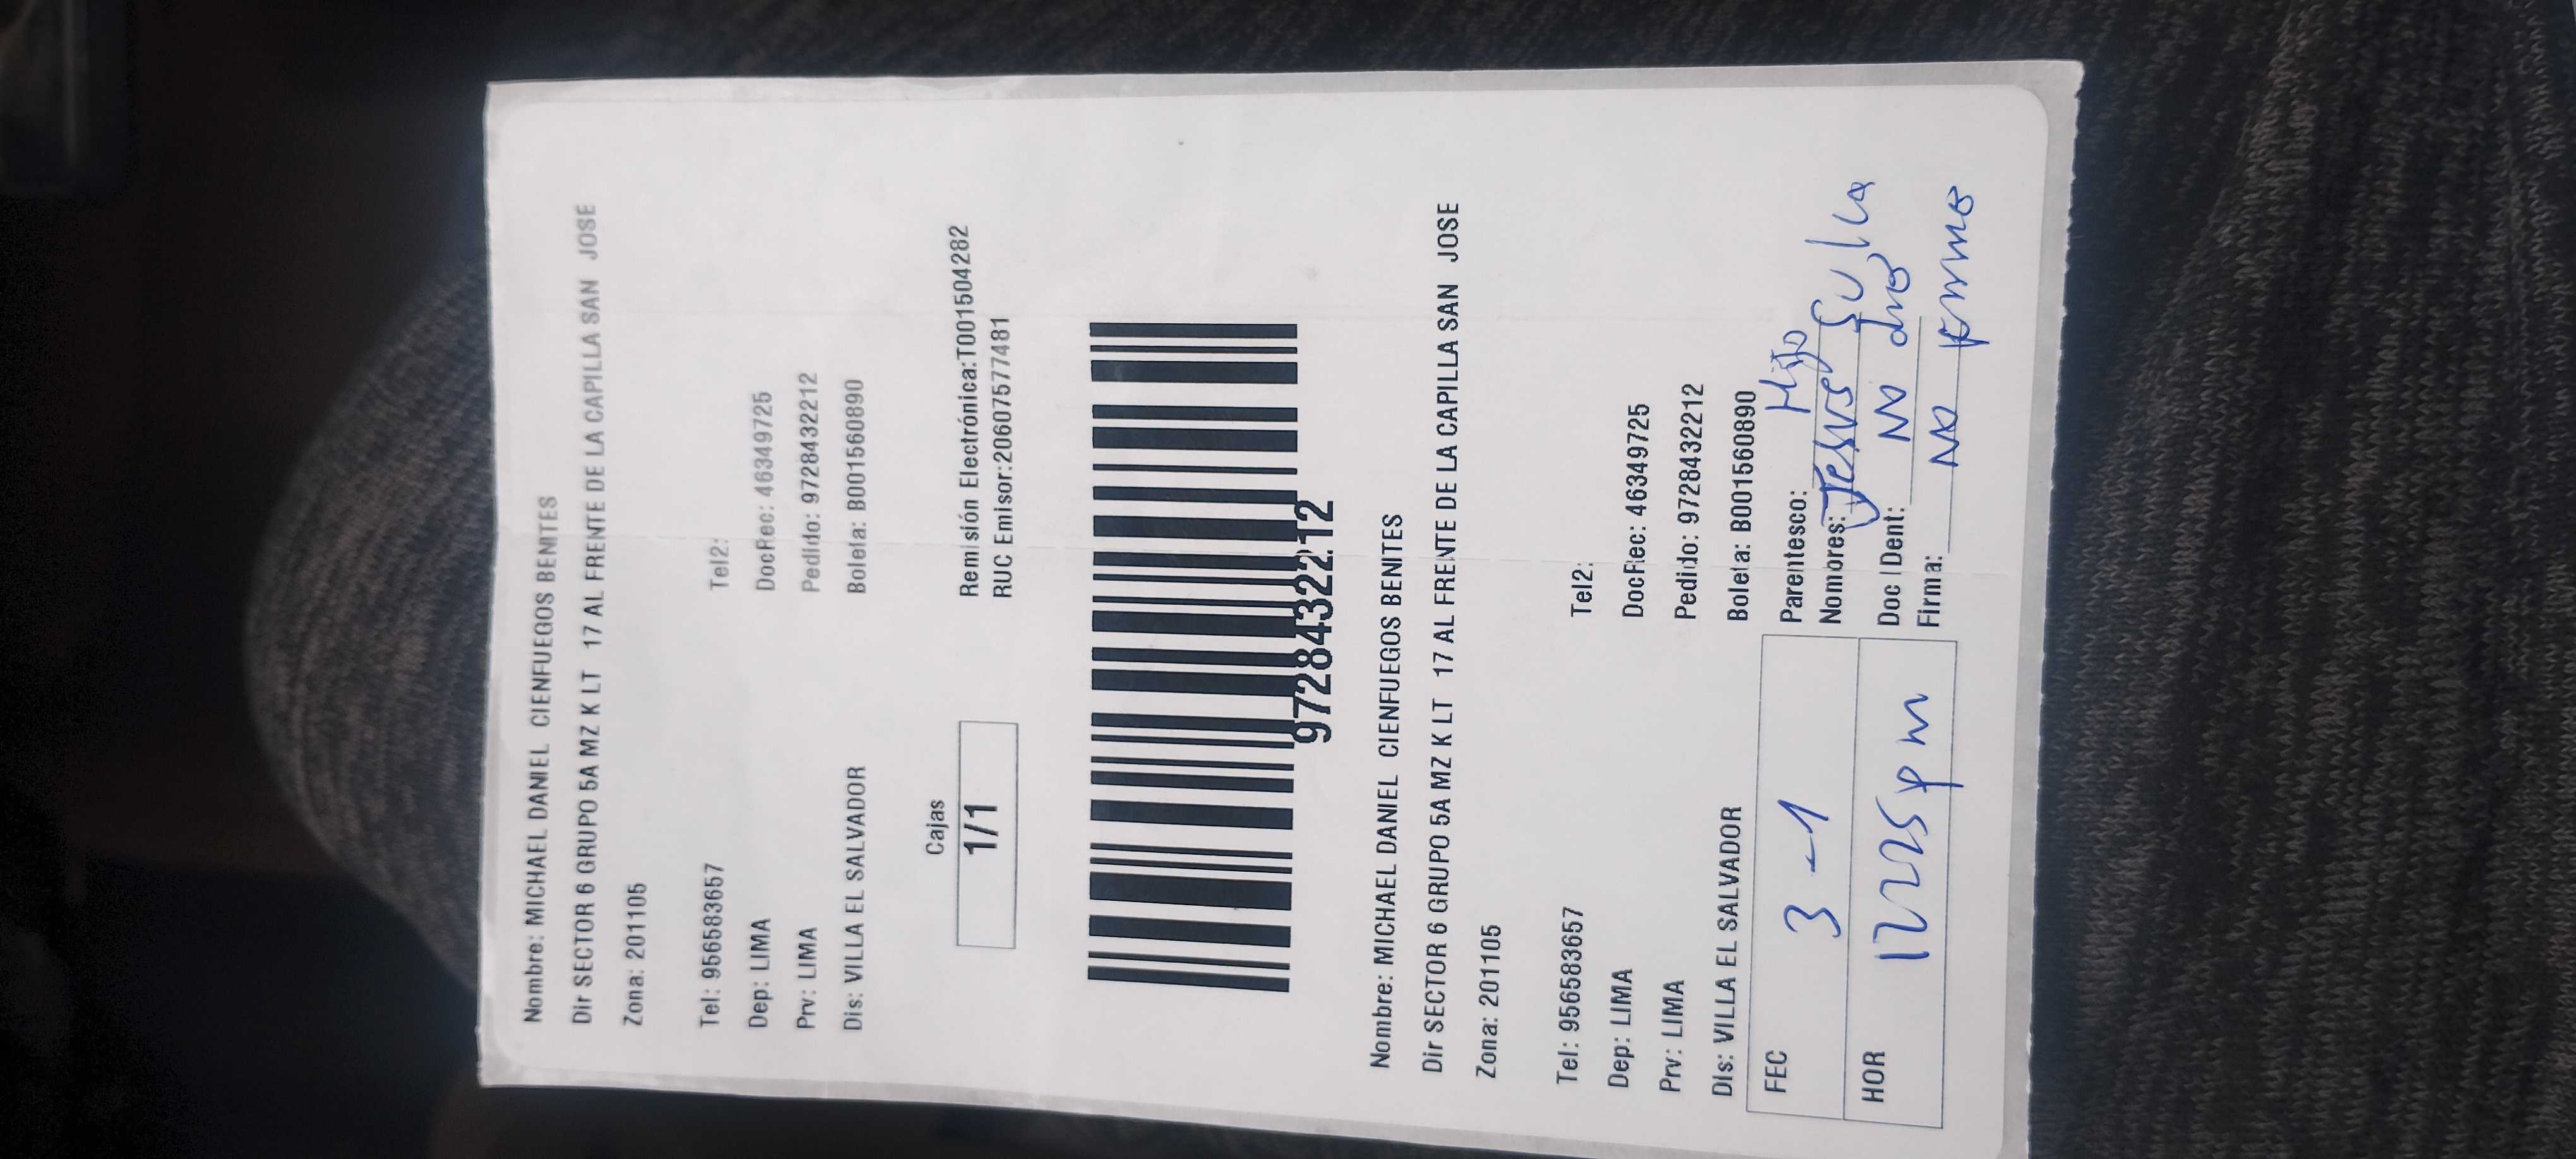 Nombre: MICHAEL DANIEL CIENFUEGOS BENITES
Dir SECTOR 6 GRUPO 5A MZ K LT 17 AL FRENTE DE LA CAPILLA SAN JOSE
Zona: 201105
Tel: 956583657 Tel2:
Dep: LIMA DocRec: 46349725
Prv: LIMA Pedido: 9728432212
Dis: VILLA EL SALVADOR Boleta: B001560890
Cajas
1/1
Remisión Electrónica:T001504282
RUC Emisor:20607577481
9728432212
Nombre: MICHAEL DANIEL CIENFUEGOS BENITES
Dir SECTOR 6 GRUPO 5A MZ K LT 17 AL FRENTE DE LA CAPILLA SAN JOSE
Zona: 201105
Tel: 956583657 Tel2:
Dep: LIMA DocRec: 46349725
Prv: LIMA Pedido: 9728432212
Dis: VILLA EL SALVADOR Boleta: B001560890
FEC 3-1
HOR 1225pm
Parentesco: Hijo
Nombres: Jesus Sulla
Doc Ident: NO dno
Firma: NO firmo